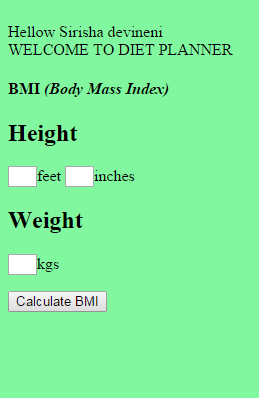 Hellow Sirisha devineni
WELCOME TO DIET PLANNER
BMI (Body Mass Index)
Height
feet inches
Weight
kgs
Calculate BMI